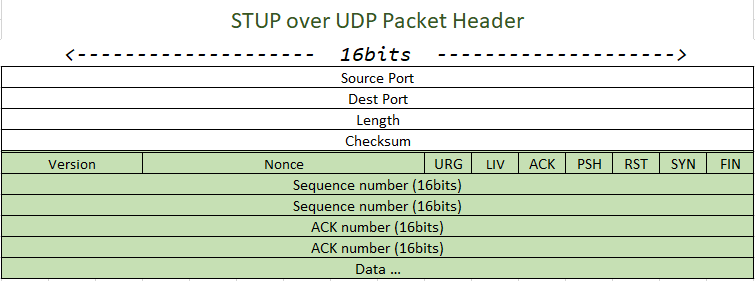 STUP over UDP Packet Header
<-------------------- 16bits -------------------->
Source Port
Dest Port
Length
Checksum
Version Nonce URG LIV ACK PSH RST SYN FIN
Sequence number (16bits)
Sequence number (16bits)
ACK number (16bits)
ACK number (16bits)
Data ...